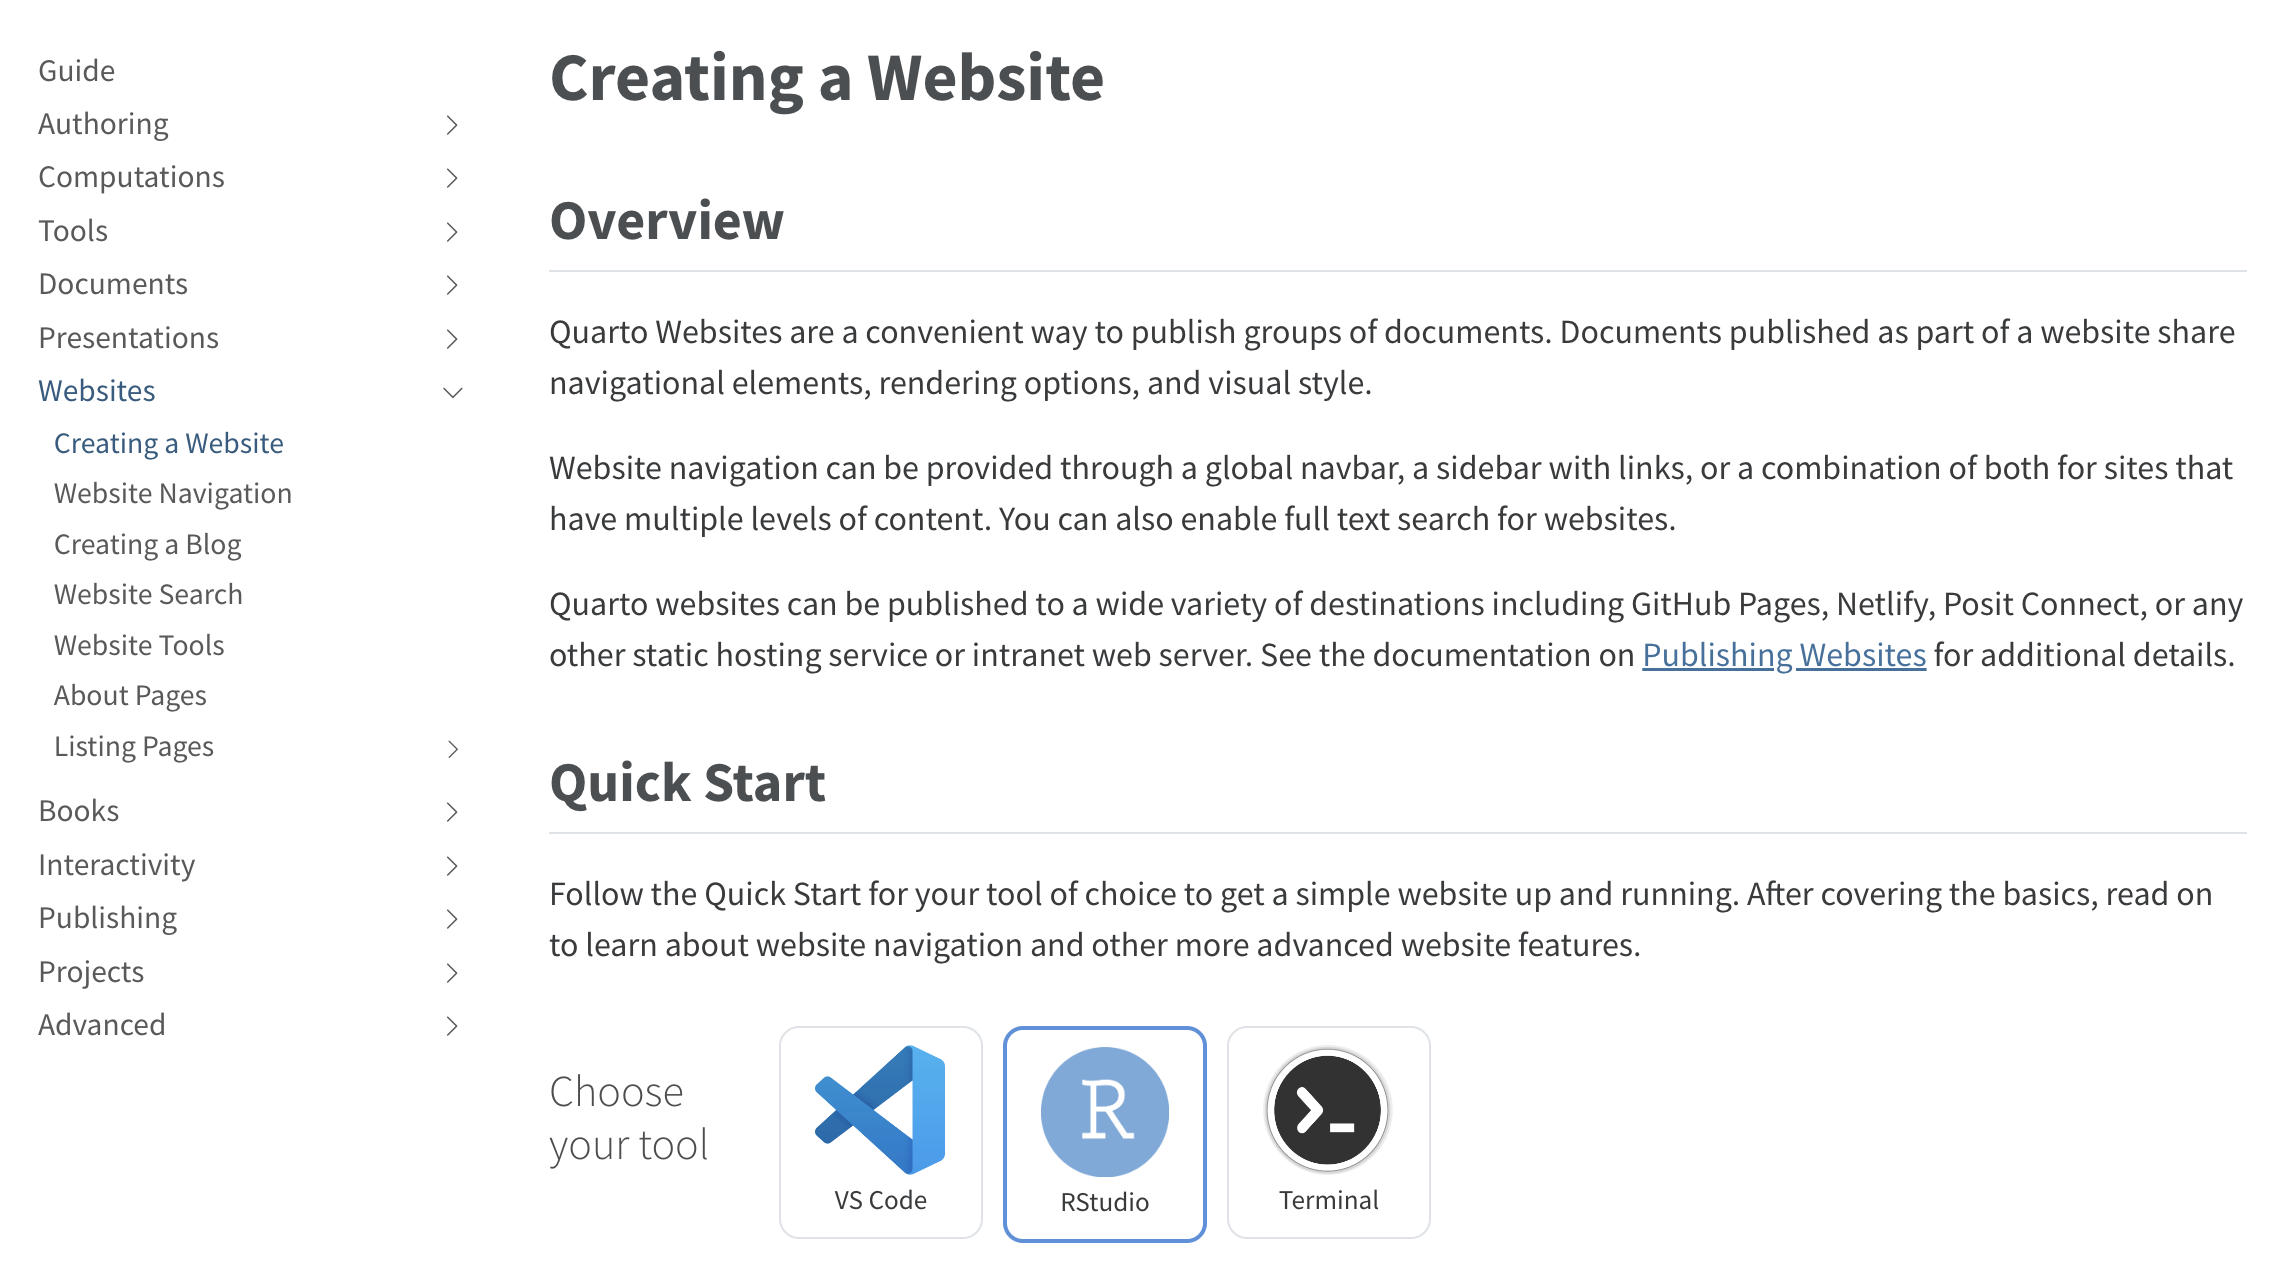 Guide
Authoring
Computations
Tools
Documents
Presentations
Websites
Creating a Website
Website Navigation
Creating a Blog
Website Search
Website Tools
About Pages
Listing Pages
Books
Interactivity
Publishing
Projects
Advanced
Creating a Website
Overview
Quarto Websites are a convenient way to publish groups of documents. Documents published as part of a website share
navigational elements, rendering options, and visual style.
Website navigation can be provided through a global navbar, a sidebar with links, or a combination of both for sites that
have multiple levels of content. You can also enable full text search for websites.
Quarto websites can be published to a wide variety of destinations including GitHub Pages, Netlify, Posit Connect, or any
other static hosting service or intranet web server. See the documentation on Publishing Websites for additional details.
Quick Start
Follow the Quick Start for your tool of choice to get a simple website up and running. After covering the basics, read on
to learn about website navigation and other more advanced website features.
Choose
your tool
VS Code
R
RStudio
Terminal